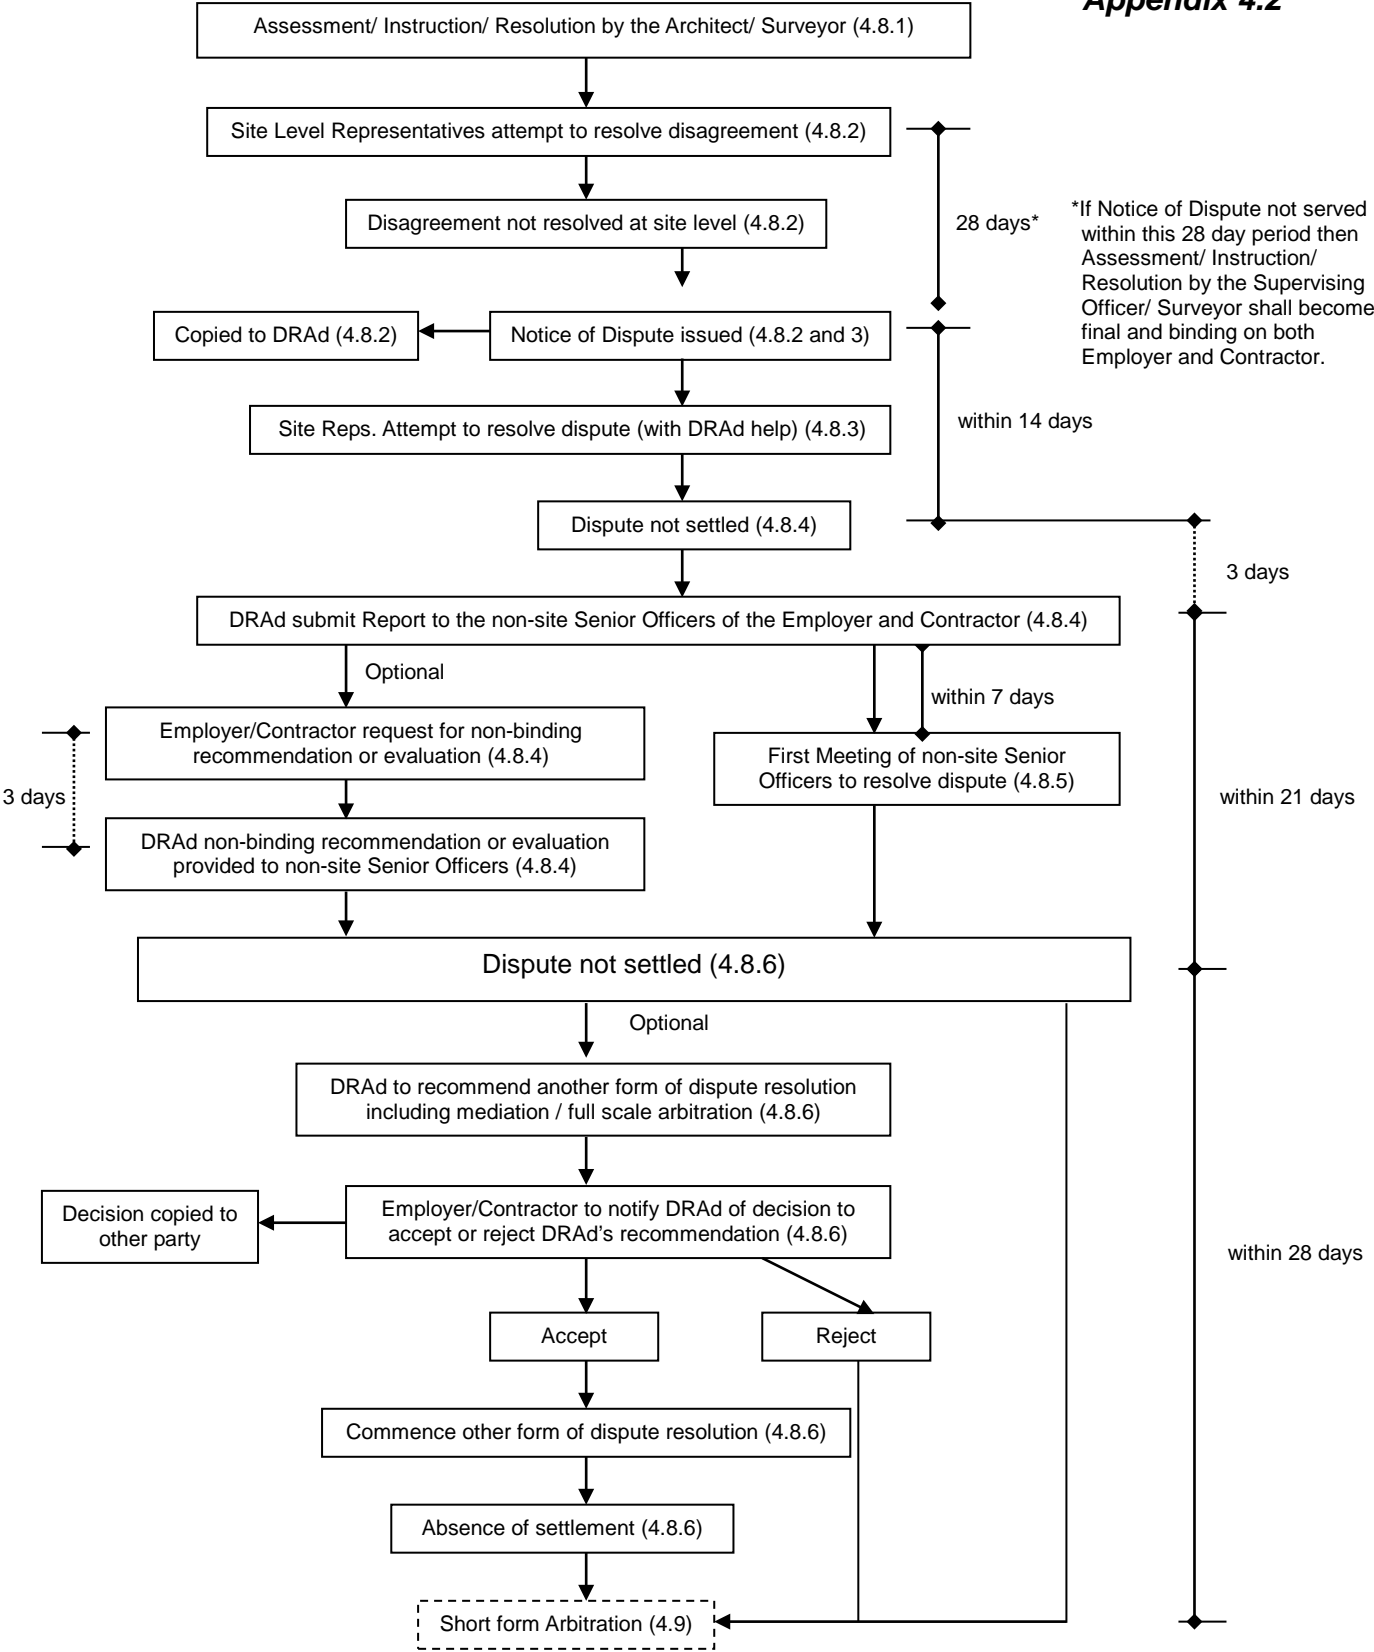 Appendix 4.2
Assessment/ Instruction/ Resolution by the Architect/ Surveyor (4.8.1)
Site Level Representatives attempt to resolve disagreement (4.8.2)
Disagreement not resolved at site level (4.8.2)
28 days*
*If Notice of Dispute not served
within this 28 day period then
Assessment/ Instruction/
Resolution by the Supervising
Officer/ Surveyor shall become
final and binding on both
Employer and Contractor.
Copied to DRAd (4.8.2)
Notice of Dispute issued (4.8.2 and 3)
Site Reps. Attempt to resolve dispute (with DRAd help) (4.8.3)
within 14 days
Dispute not settled (4.8.4)
3 days
DRAd submit Report to the non-site Senior Officers of the Employer and Contractor (4.8.4)
Optional
within 7 days
Employer/Contractor request for non-binding
recommendation or evaluation (4.8.4)
First Meeting of non-site Senior
Officers to resolve dispute (4.8.5)
3 days
within 21 days
DRAd non-binding recommendation or evaluation
provided to non-site Senior Officers (4.8.4)
Dispute not settled (4.8.6)
Optional
DRAd to recommend another form of dispute resolution
including mediation / full scale arbitration (4.8.6)
Decision copied to
other party
Employer/Contractor to notify DRAd of decision to
accept or reject DRAd's recommendation (4.8.6)
within 28 days
Accept
Reject
Commence other form of dispute resolution (4.8.6)
Absence of settlement (4.8.6)
Short form Arbitration (4.9)